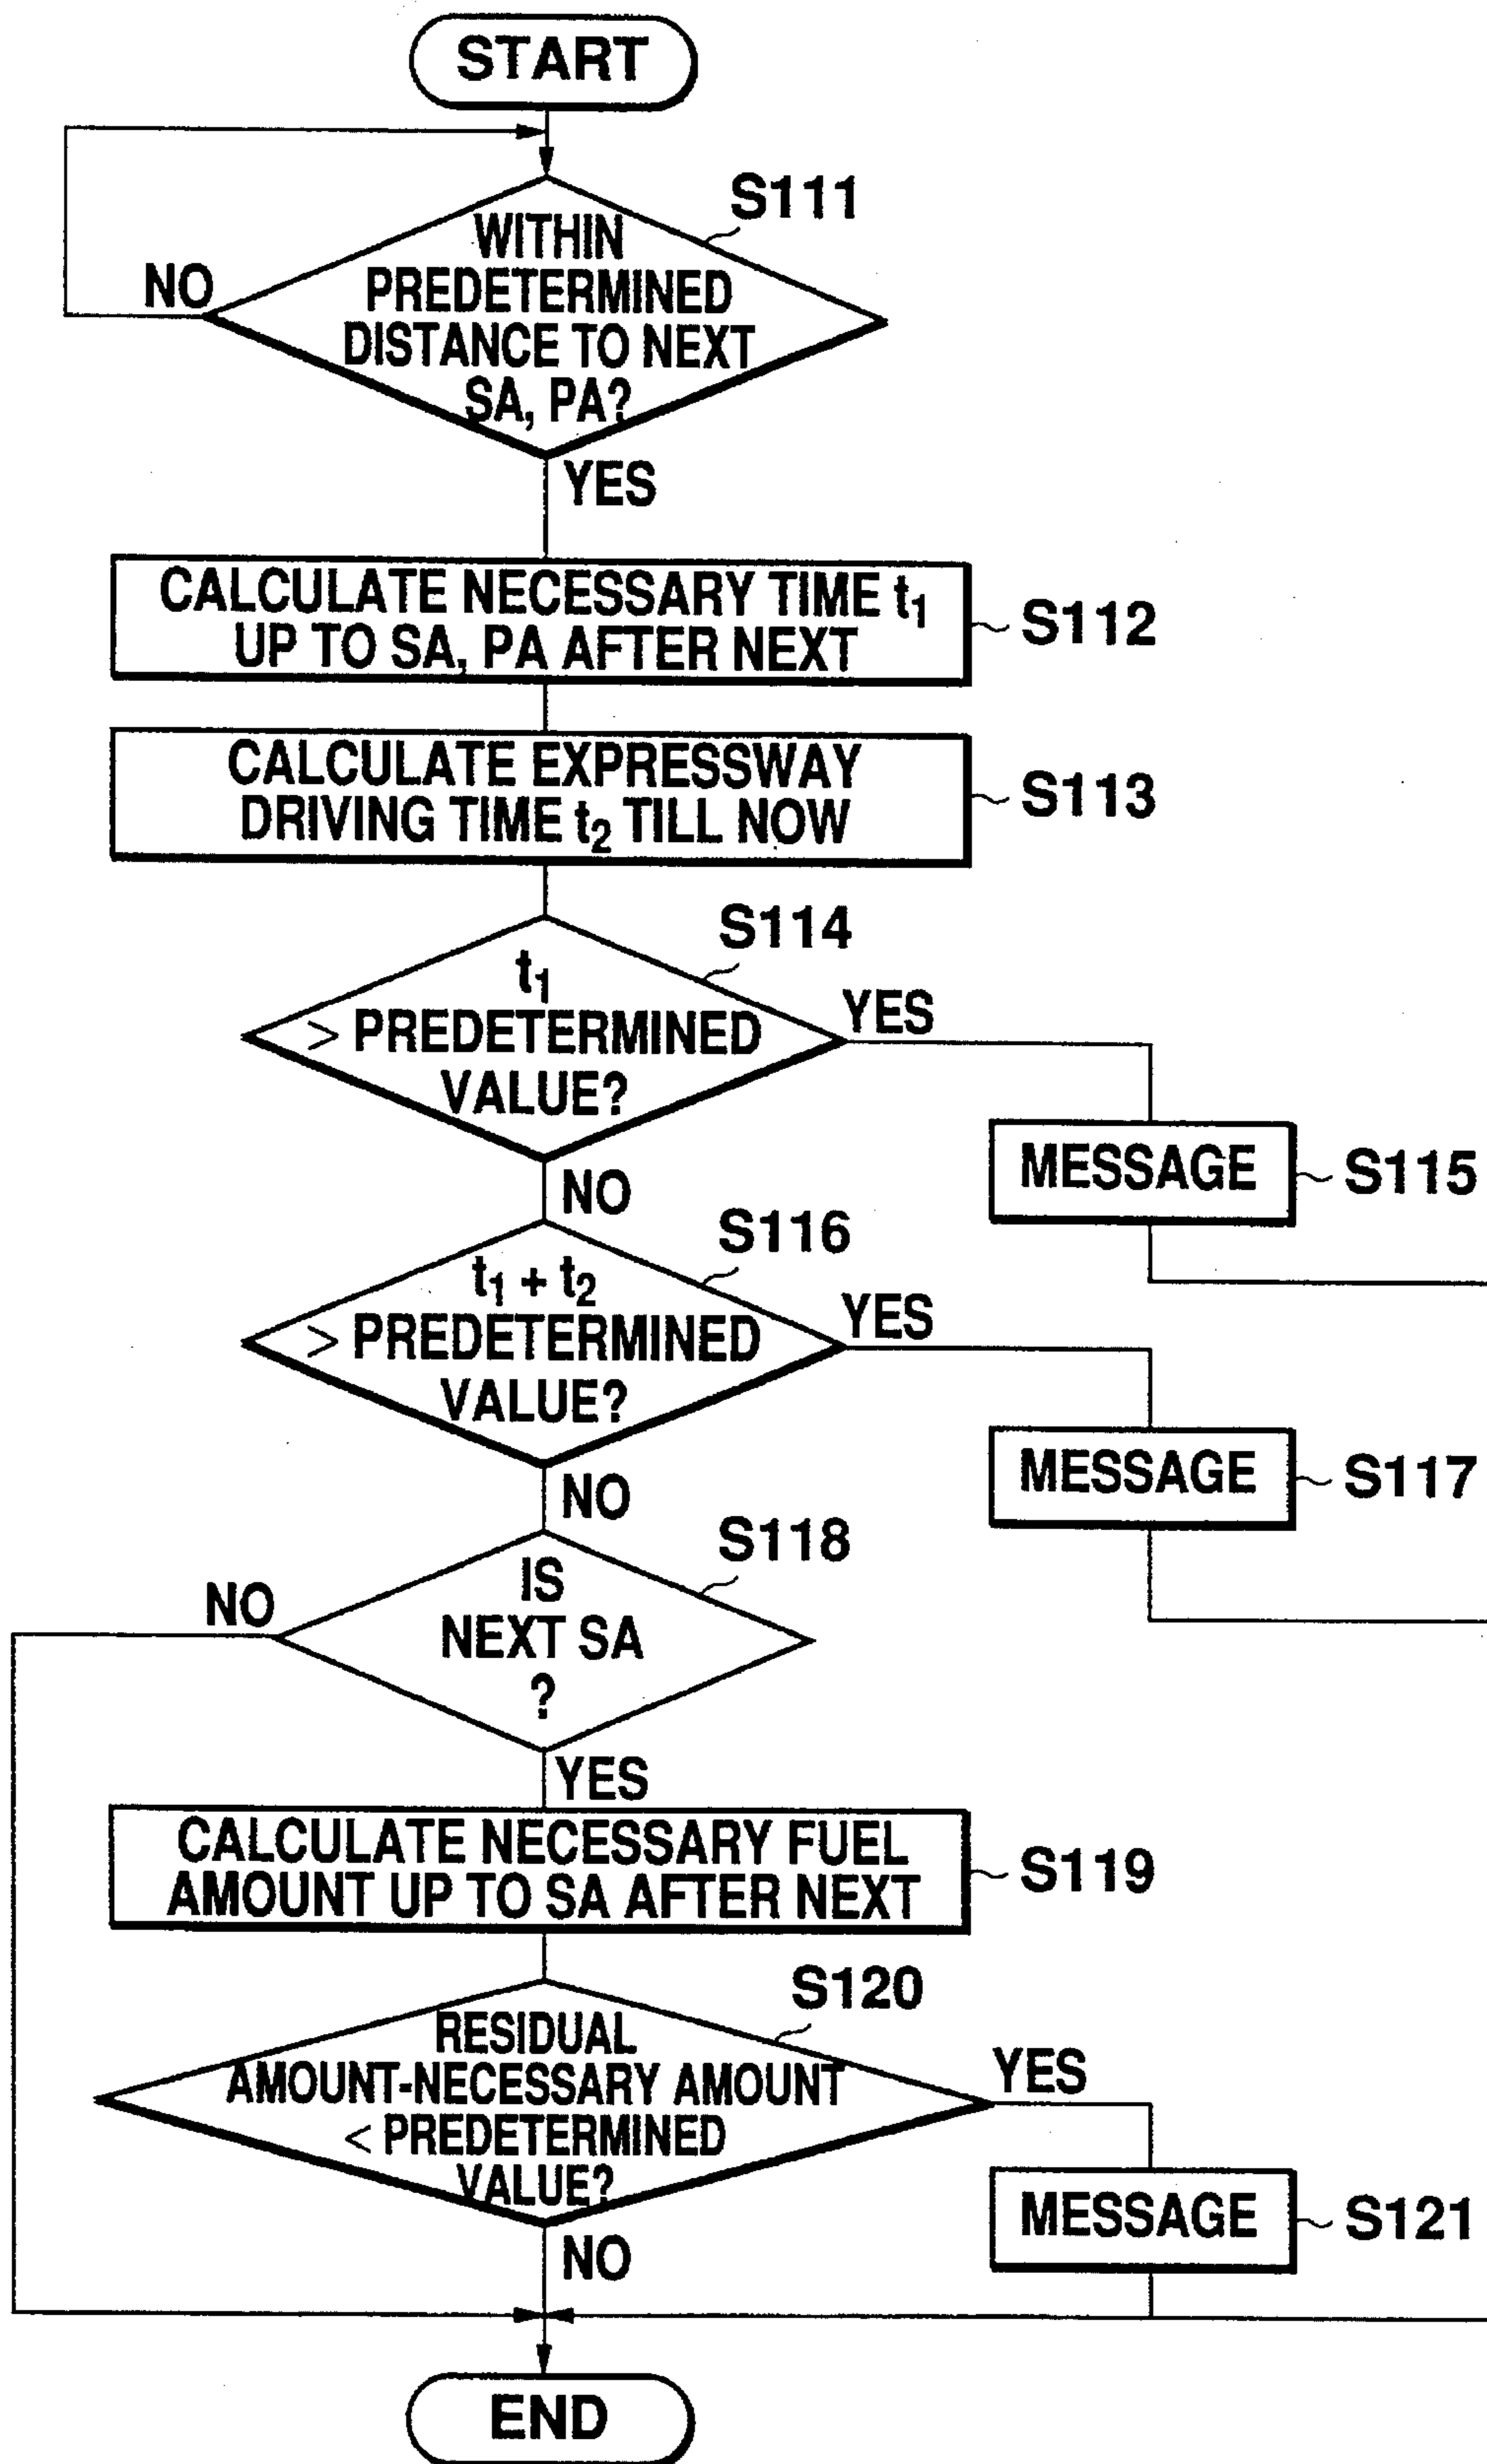 START
S111
WITHIN
PREDETERMINED
DISTANCE TO NEXT
SA, PA?
NO
YES
CALCULATE NECESSARY TIME t₁
UP TO SA, PA AFTER NEXT
S112
CALCULATE EXPRESSWAY
DRIVING TIME t₂ TILL NOW
S113
S114
t₁
> PREDETERMINED
VALUE?
YES
MESSAGE
S115
NO
S116
t₁ + t₂
> PREDETERMINED
VALUE?
YES
MESSAGE
S117
NO
S118
IS
NEXT SA
?
NO
YES
CALCULATE NECESSARY FUEL
AMOUNT UP TO SA AFTER NEXT
S119
S120
RESIDUAL
AMOUNT-NECESSARY AMOUNT
< PREDETERMINED
VALUE?
YES
MESSAGE
S121
NO
END